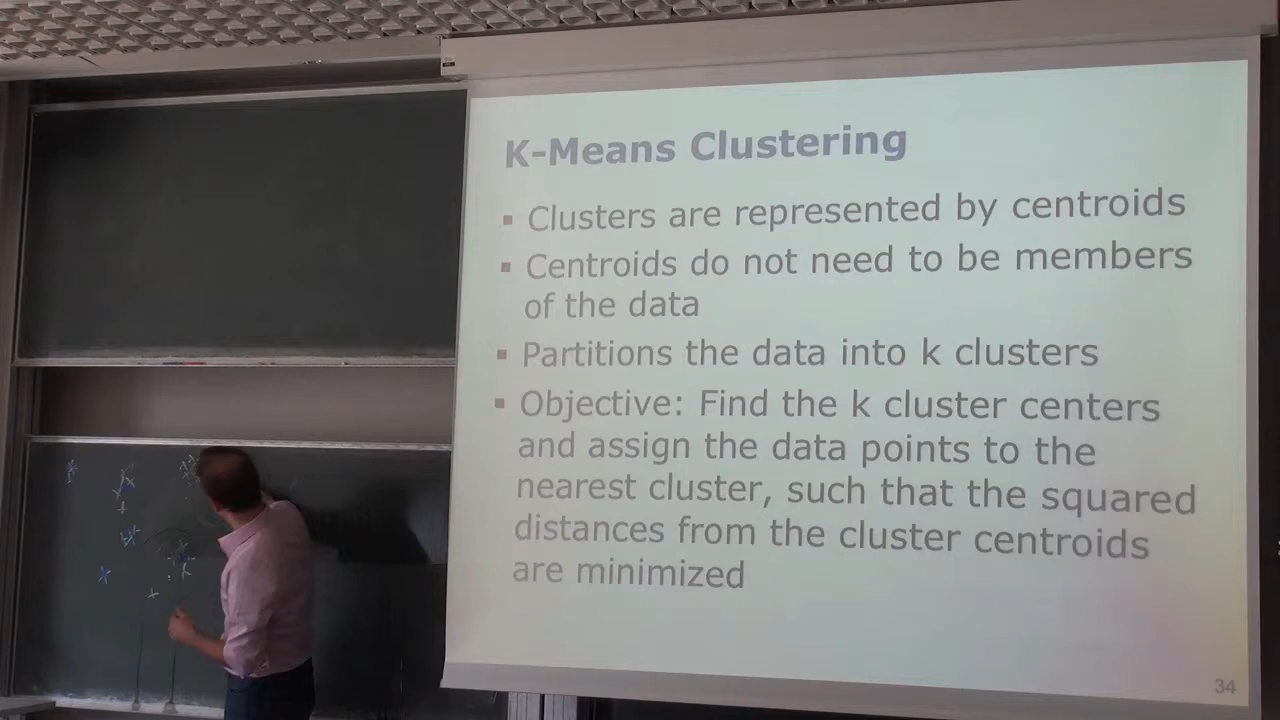 K-Means Clustering
▪ Clusters are represented by centroids
▪ Centroids do not need to be members
of the data
▪ Partitions the data into k clusters
▪ Objective: Find the k cluster centers
and assign the data points to the
nearest cluster, such that the squared
distances from the cluster centroids
are minimized
34